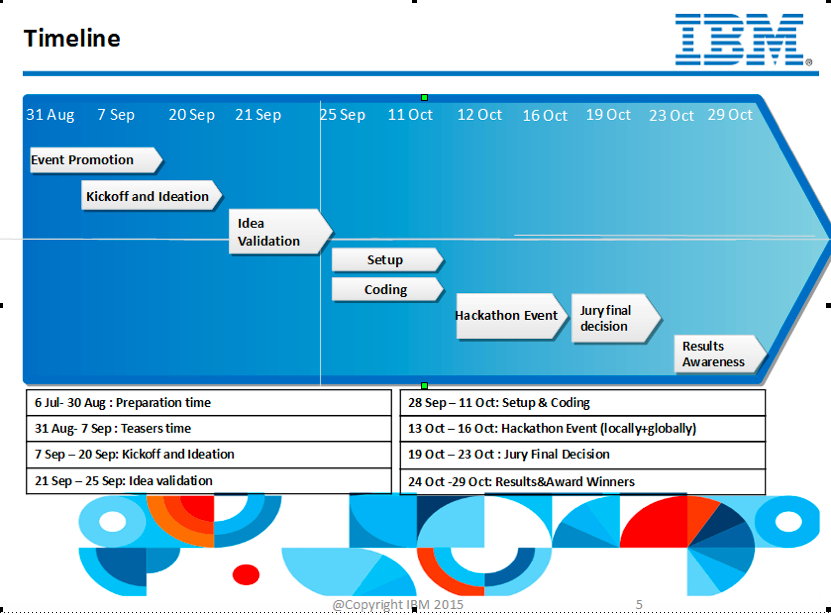 Timeline
IBM®
31 Aug 7 Sep 20 Sep 21 Sep 25 Sep 11 Oct 12 Oct 16 Oct 19 Oct 23 Oct 29 Oct
Event Promotion
Kickoff and Ideation
Idea
Validation
Setup
Coding
Hackathon Event
Jury final
decision
Results
Awareness
6 Jul- 30 Aug : Preparation time
31 Aug- 7 Sep : Teasers time
7 Sep – 20 Sep: Kickoff and Ideation
21 Sep – 25 Sep: Idea validation
28 Sep – 11 Oct: Setup & Coding
13 Oct – 16 Oct: Hackathon Event (locally+globally)
19 Oct – 23 Oct : Jury Final Decision
24 Oct -29 Oct: Results&Award Winners
@Copyright IBM 2015
5